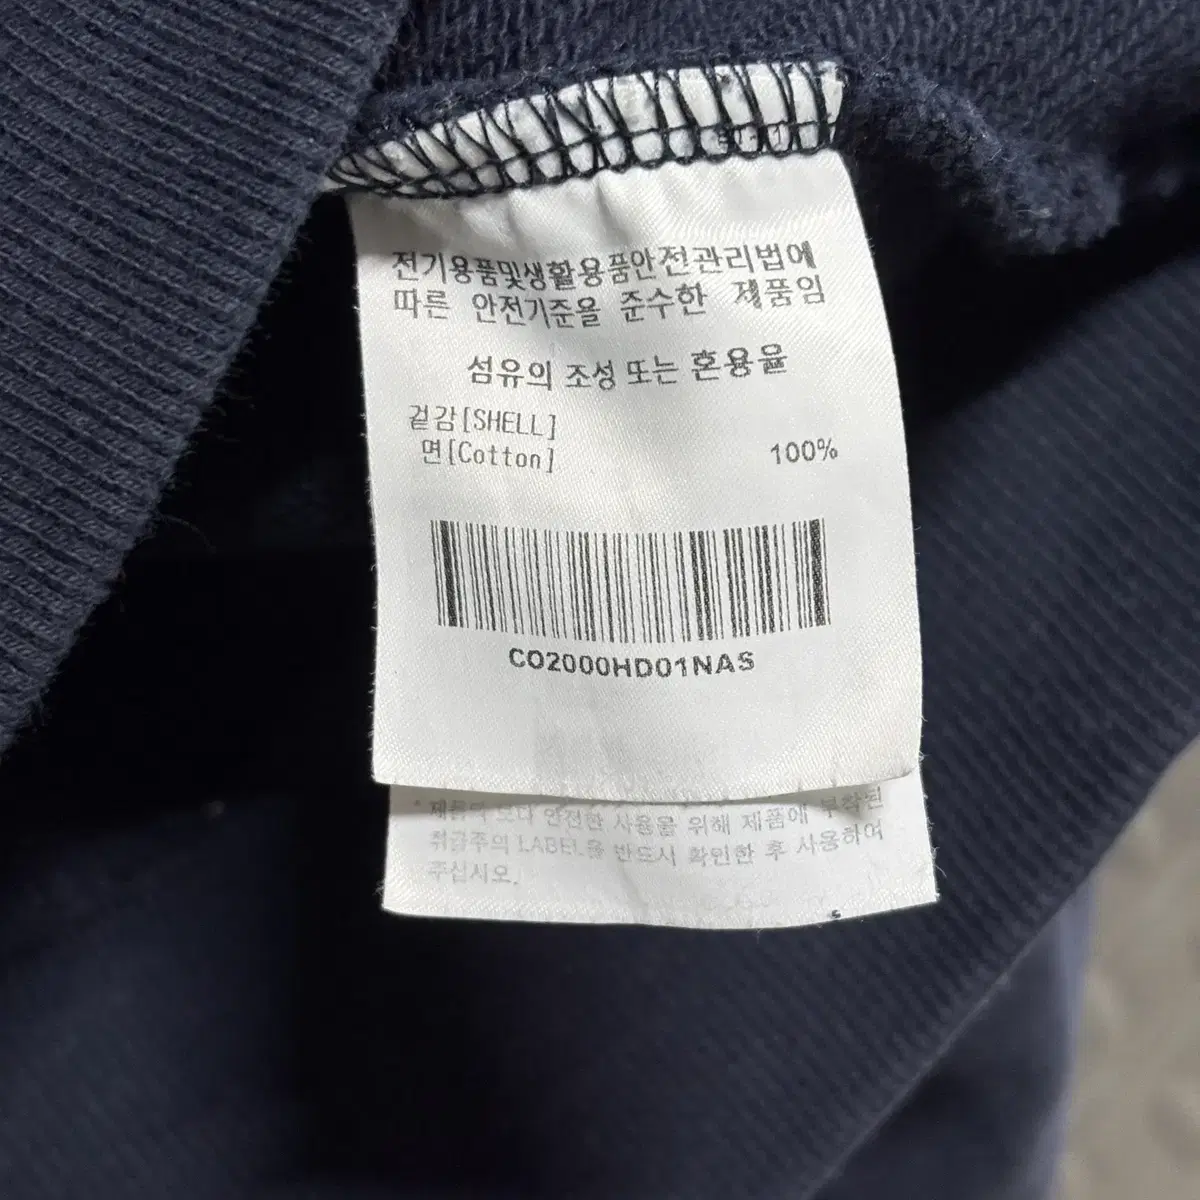 전기용품및생활용품안전관리법에
따른 안전기준을 준수한 제품임
섬유의 조성 또는 혼용율
겉감[SHELL]
면[Cotton] 100%
CO2000HD01NAS
보다 안전한 사용을 위해 제품에 부착된
취급주의 LABEL을 반드시 확인한 후 사용하여
주십시오.